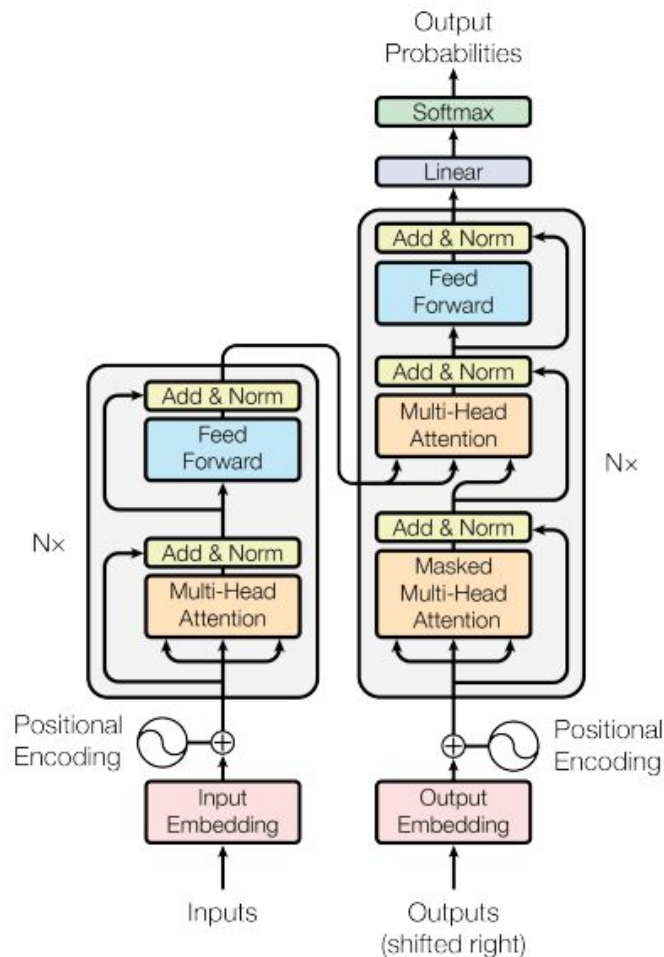 Output
Probabilities
Softmax
Linear
Add & Norm
Feed
Forward
Add & Norm
Multi-Head
Attention
Nx
Add & Norm
Masked
Multi-Head
Attention
Add & Norm
Feed
Forward
Nx
Add & Norm
Multi-Head
Attention
Positional
Encoding
Positional
Encoding
Input
Embedding
Output
Embedding
Inputs
Outputs
(shifted right)